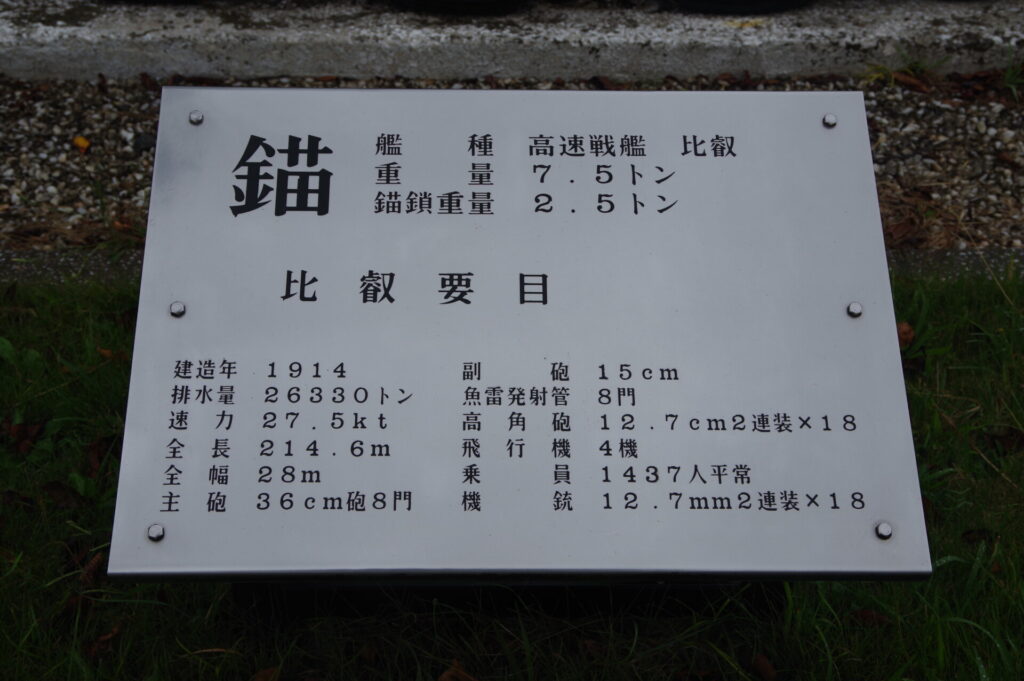 錨
艦種 高速戦艦 比叡
重量 7.5トン
錨鎖重量 2.5トン
比叡要目
建造年 1914
排水量 26330トン
速力 27.5kt
全長 214.6m
全幅 28m
主砲 36cm砲8門
副砲 15cm
魚雷発射管 8門
高角砲 12.7cm2連装×18
飛行機 4機
乗員 1437人平常
機銃 12.7mm2連装×18